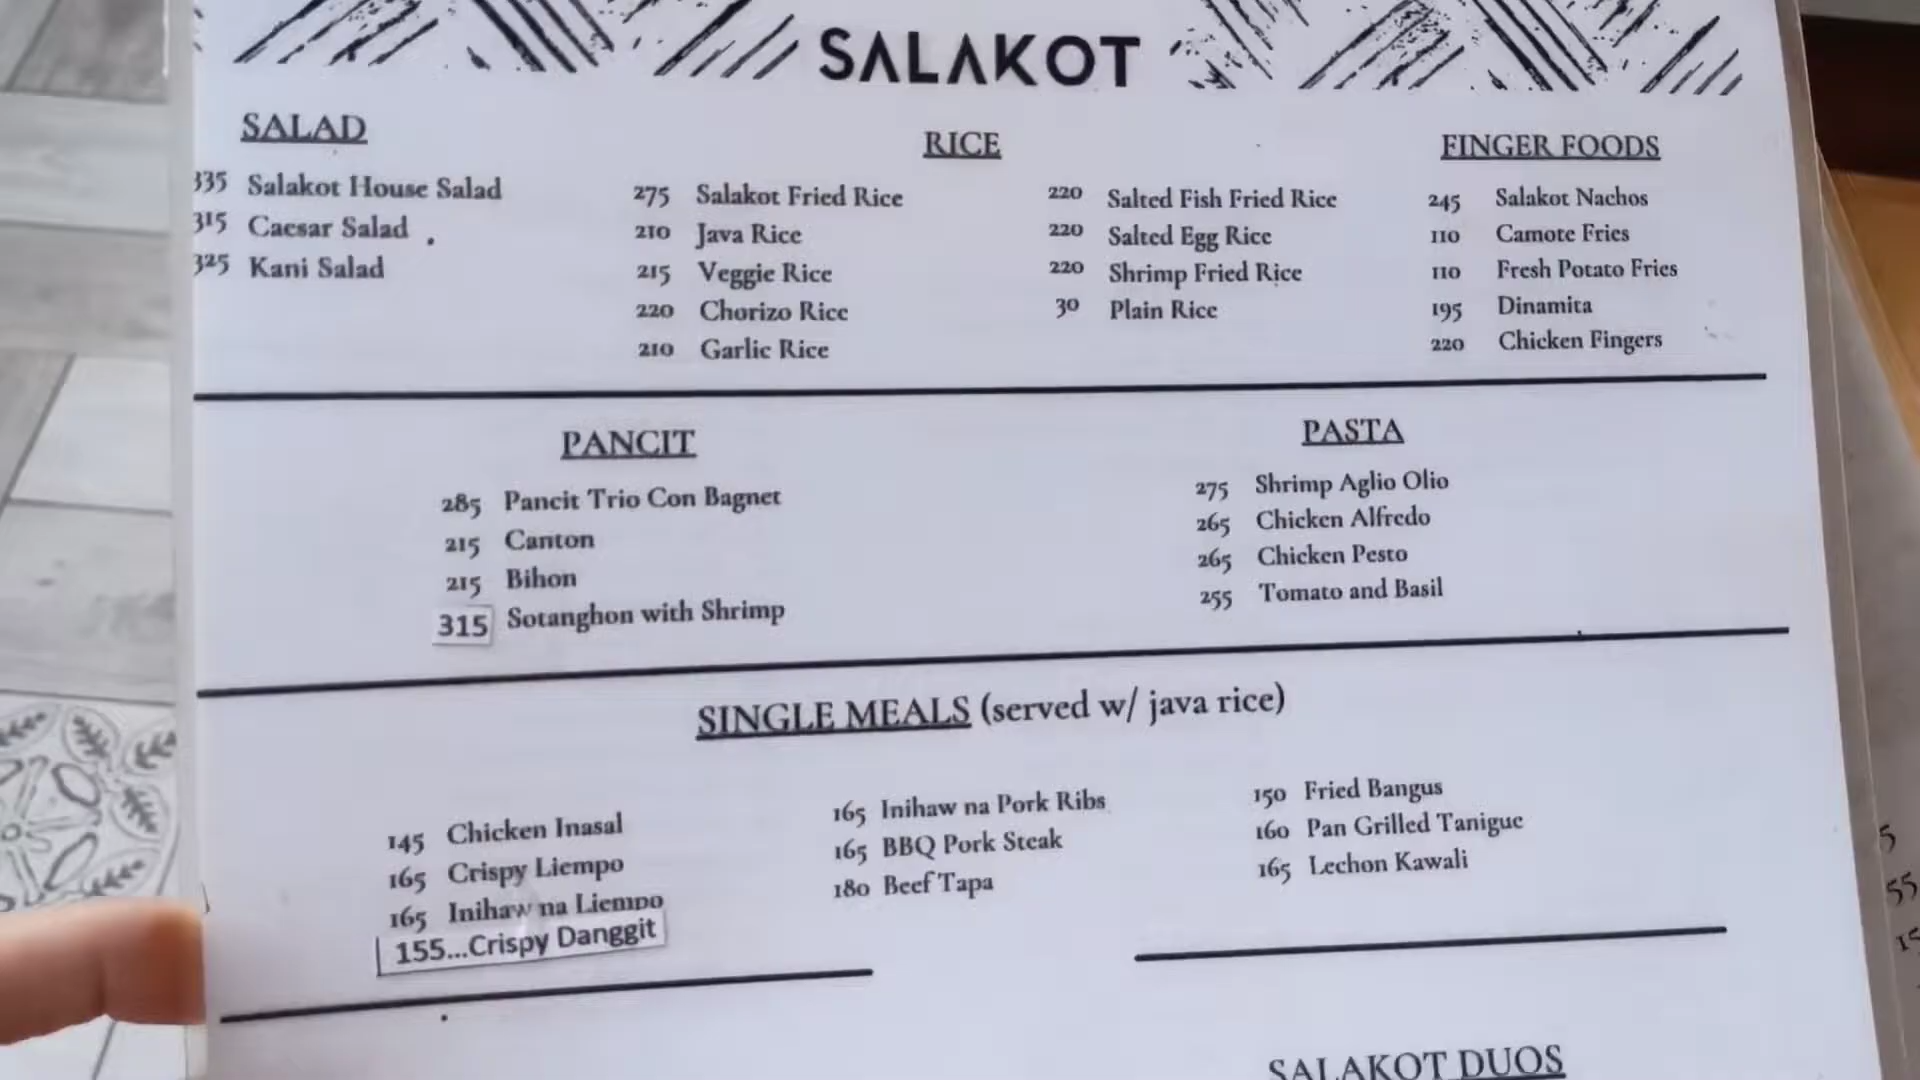 SALAKOT
SALAD
335 Salakot House Salad
315 Caesar Salad
325 Kani Salad
RICE
275 Salakot Fried Rice
210 Java Rice
215 Veggie Rice
220 Chorizo Rice
210 Garlic Rice
220 Salted Fish Fried Rice
220 Salted Egg Rice
220 Shrimp Fried Rice
30 Plain Rice
FINGER FOODS
245 Salakot Nachos
110 Camote Fries
110 Fresh Potato Fries
195 Dinamita
220 Chicken Fingers
PANCIT
285 Pancit Trio Con Bagnet
215 Canton
215 Bihon
315 Sotanghon with Shrimp
PASTA
275 Shrimp Aglio Olio
265 Chicken Alfredo
265 Chicken Pesto
255 Tomato and Basil
SINGLE MEALS (served w/ java rice)
145 Chicken Inasal
165 Crispy Liempo
165 Inihaw na Liempo
155...Crispy Danggit
165 Inihaw na Pork Ribs
165 BBQ Pork Steak
180 Beef Tapa
150 Fried Bangus
160 Pan Grilled Tanigue
165 Lechon Kawali
SALAKOT DUOS